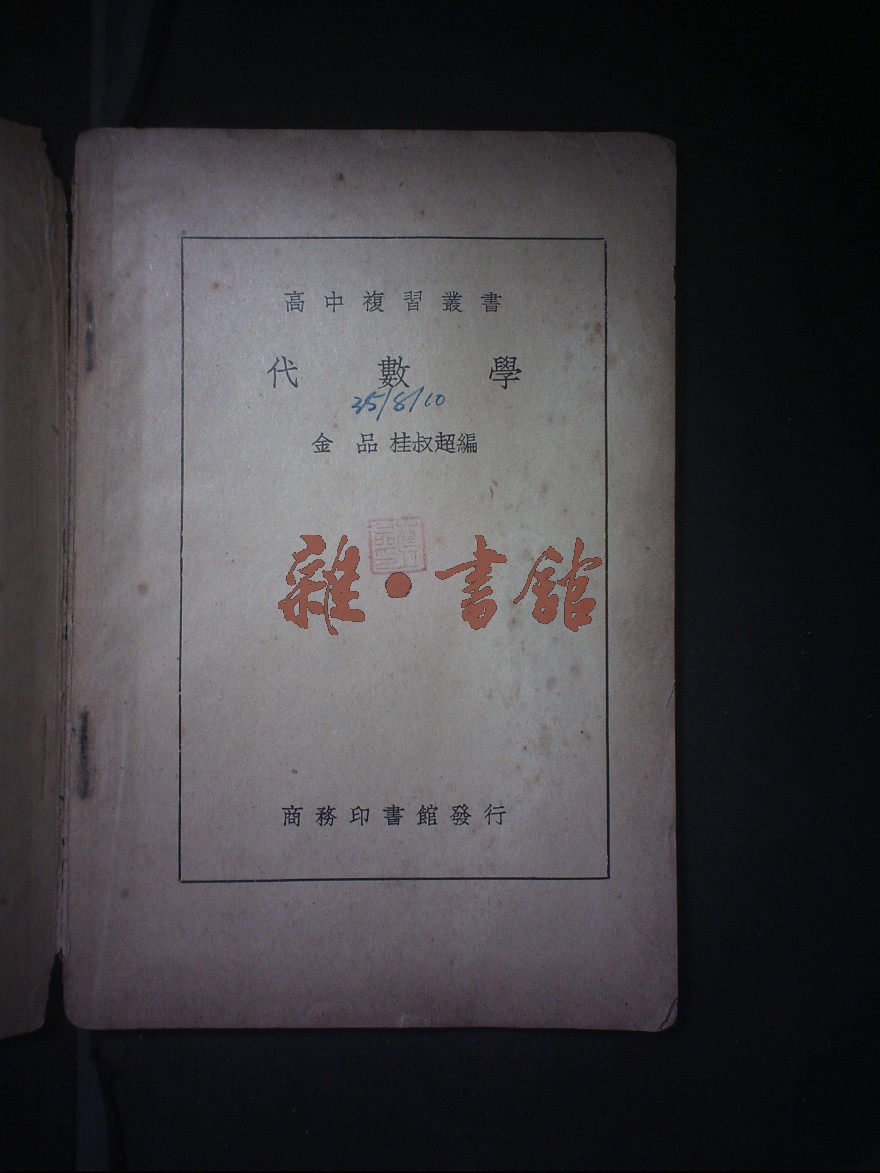 高中複習叢書
代數學
35/8/10
金品 桂叔超編
雜·書館
商務印書館發行